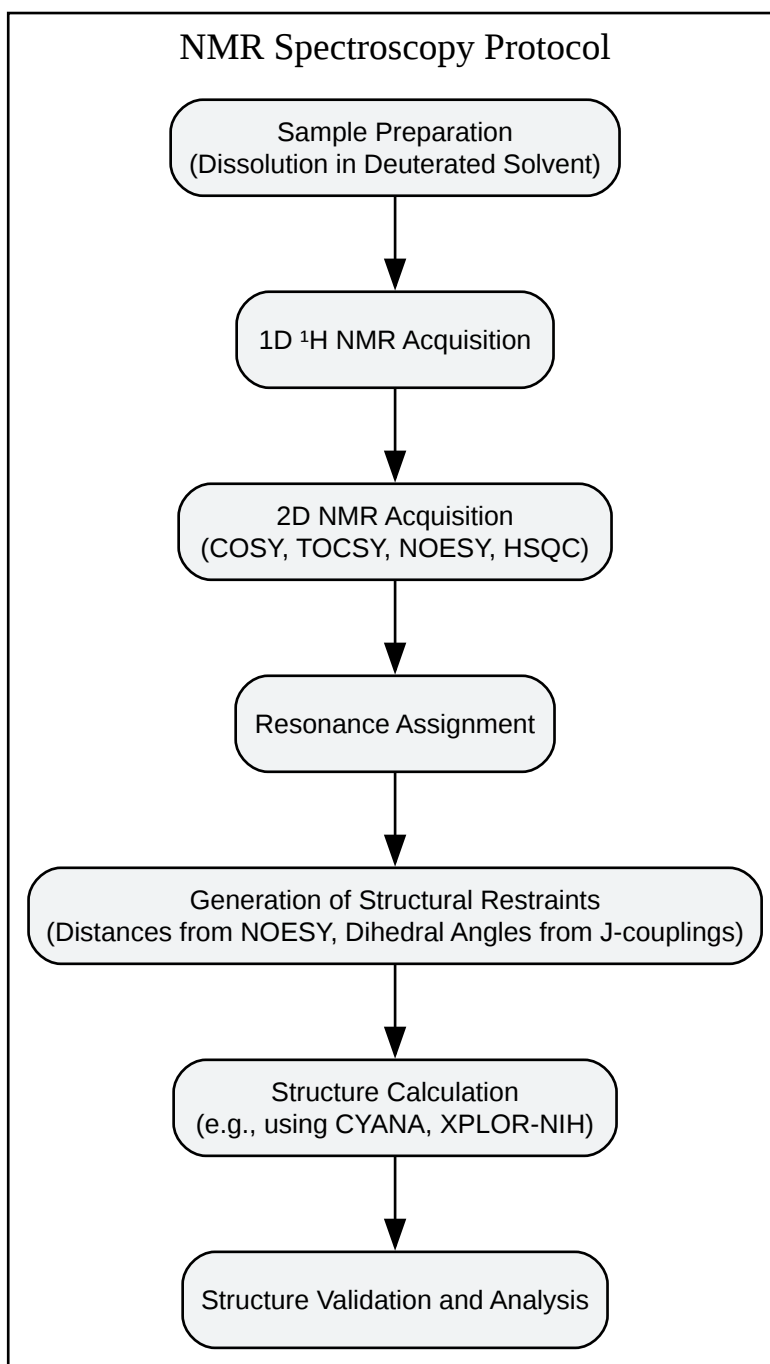 NMR Spectroscopy Protocol
Sample Preparation
(Dissolution in Deuterated Solvent)
1D ¹H NMR Acquisition
2D NMR Acquisition
(COSY, TOCSY, NOESY, HSQC)
Resonance Assignment
Generation of Structural Restraints
(Distances from NOESY, Dihedral Angles from J-couplings)
Structure Calculation
(e.g., using CYANA, XPLOR-NIH)
Structure Validation and Analysis